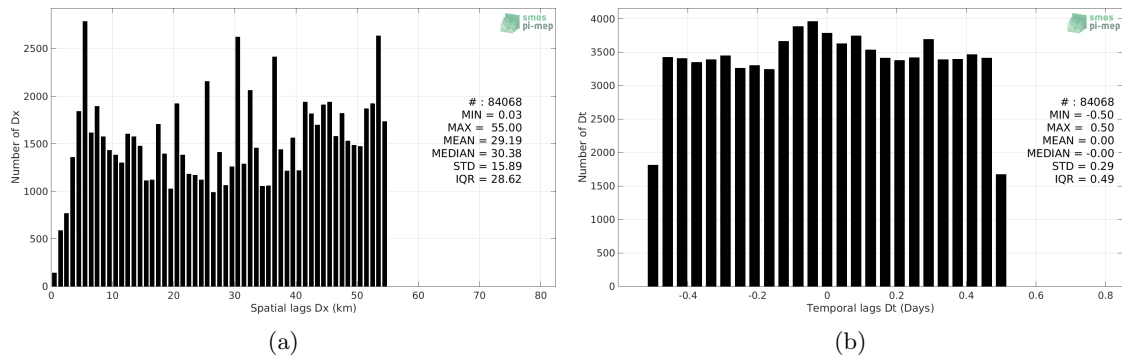 smos
pi-mep
2500
2000
1500
1000
500
0
Number of Dx
# : 84068
MIN = 0.03
MAX = 55.00
MEAN = 29.19
MEDIAN = 30.38
STD = 15.89
IQR = 28.62
0 10 20 30 40 50 60 70 80
Spatial lags Dx (km)
(a)
smos
pi-mep
4000
3500
3000
2500
2000
1500
1000
500
0
Number of Dt
# : 84068
MIN = -0.50
MAX = 0.50
MEAN = 0.00
MEDIAN = -0.00
STD = 0.29
IQR = 0.49
-0.4 -0.2 0 0.2 0.4 0.6 0.8
Temporal lags Dt (Days)
(b)